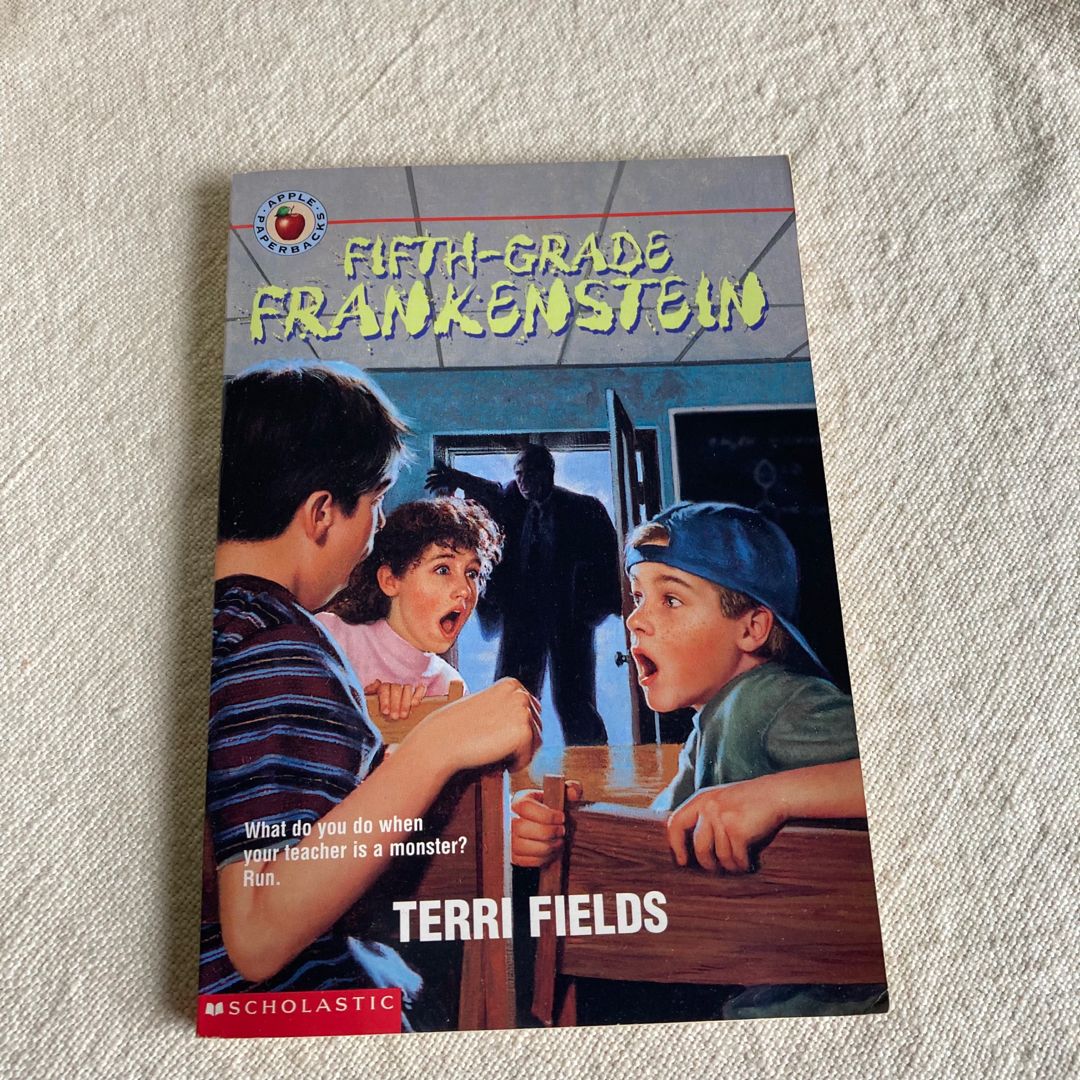 APPLE
PAPERBACKS
FIFTH-GRADE
FRANKENSTEIN
What do you do when
your teacher is a monster?
Run.
TERRI FIELDS
SCHOLASTIC